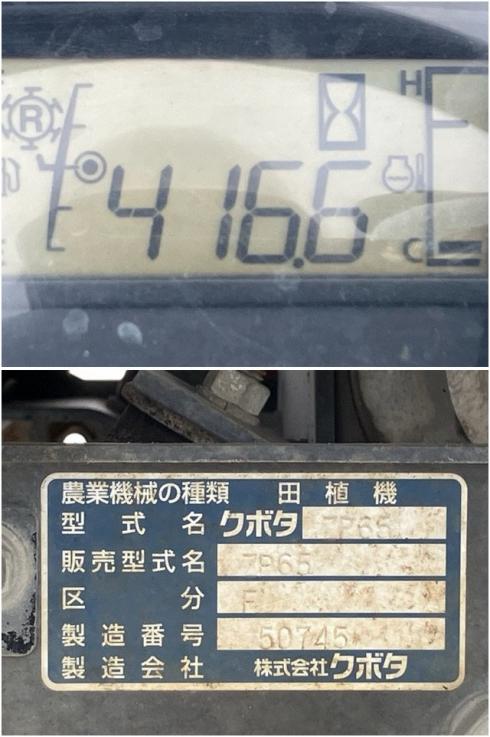 R
H
416.6
C
農業機械の種類 田植機
型式名 クボタ ZP65
販売型式名 ZP65
区分 F
製造番号 50745
製造会社 株式会社クボタ